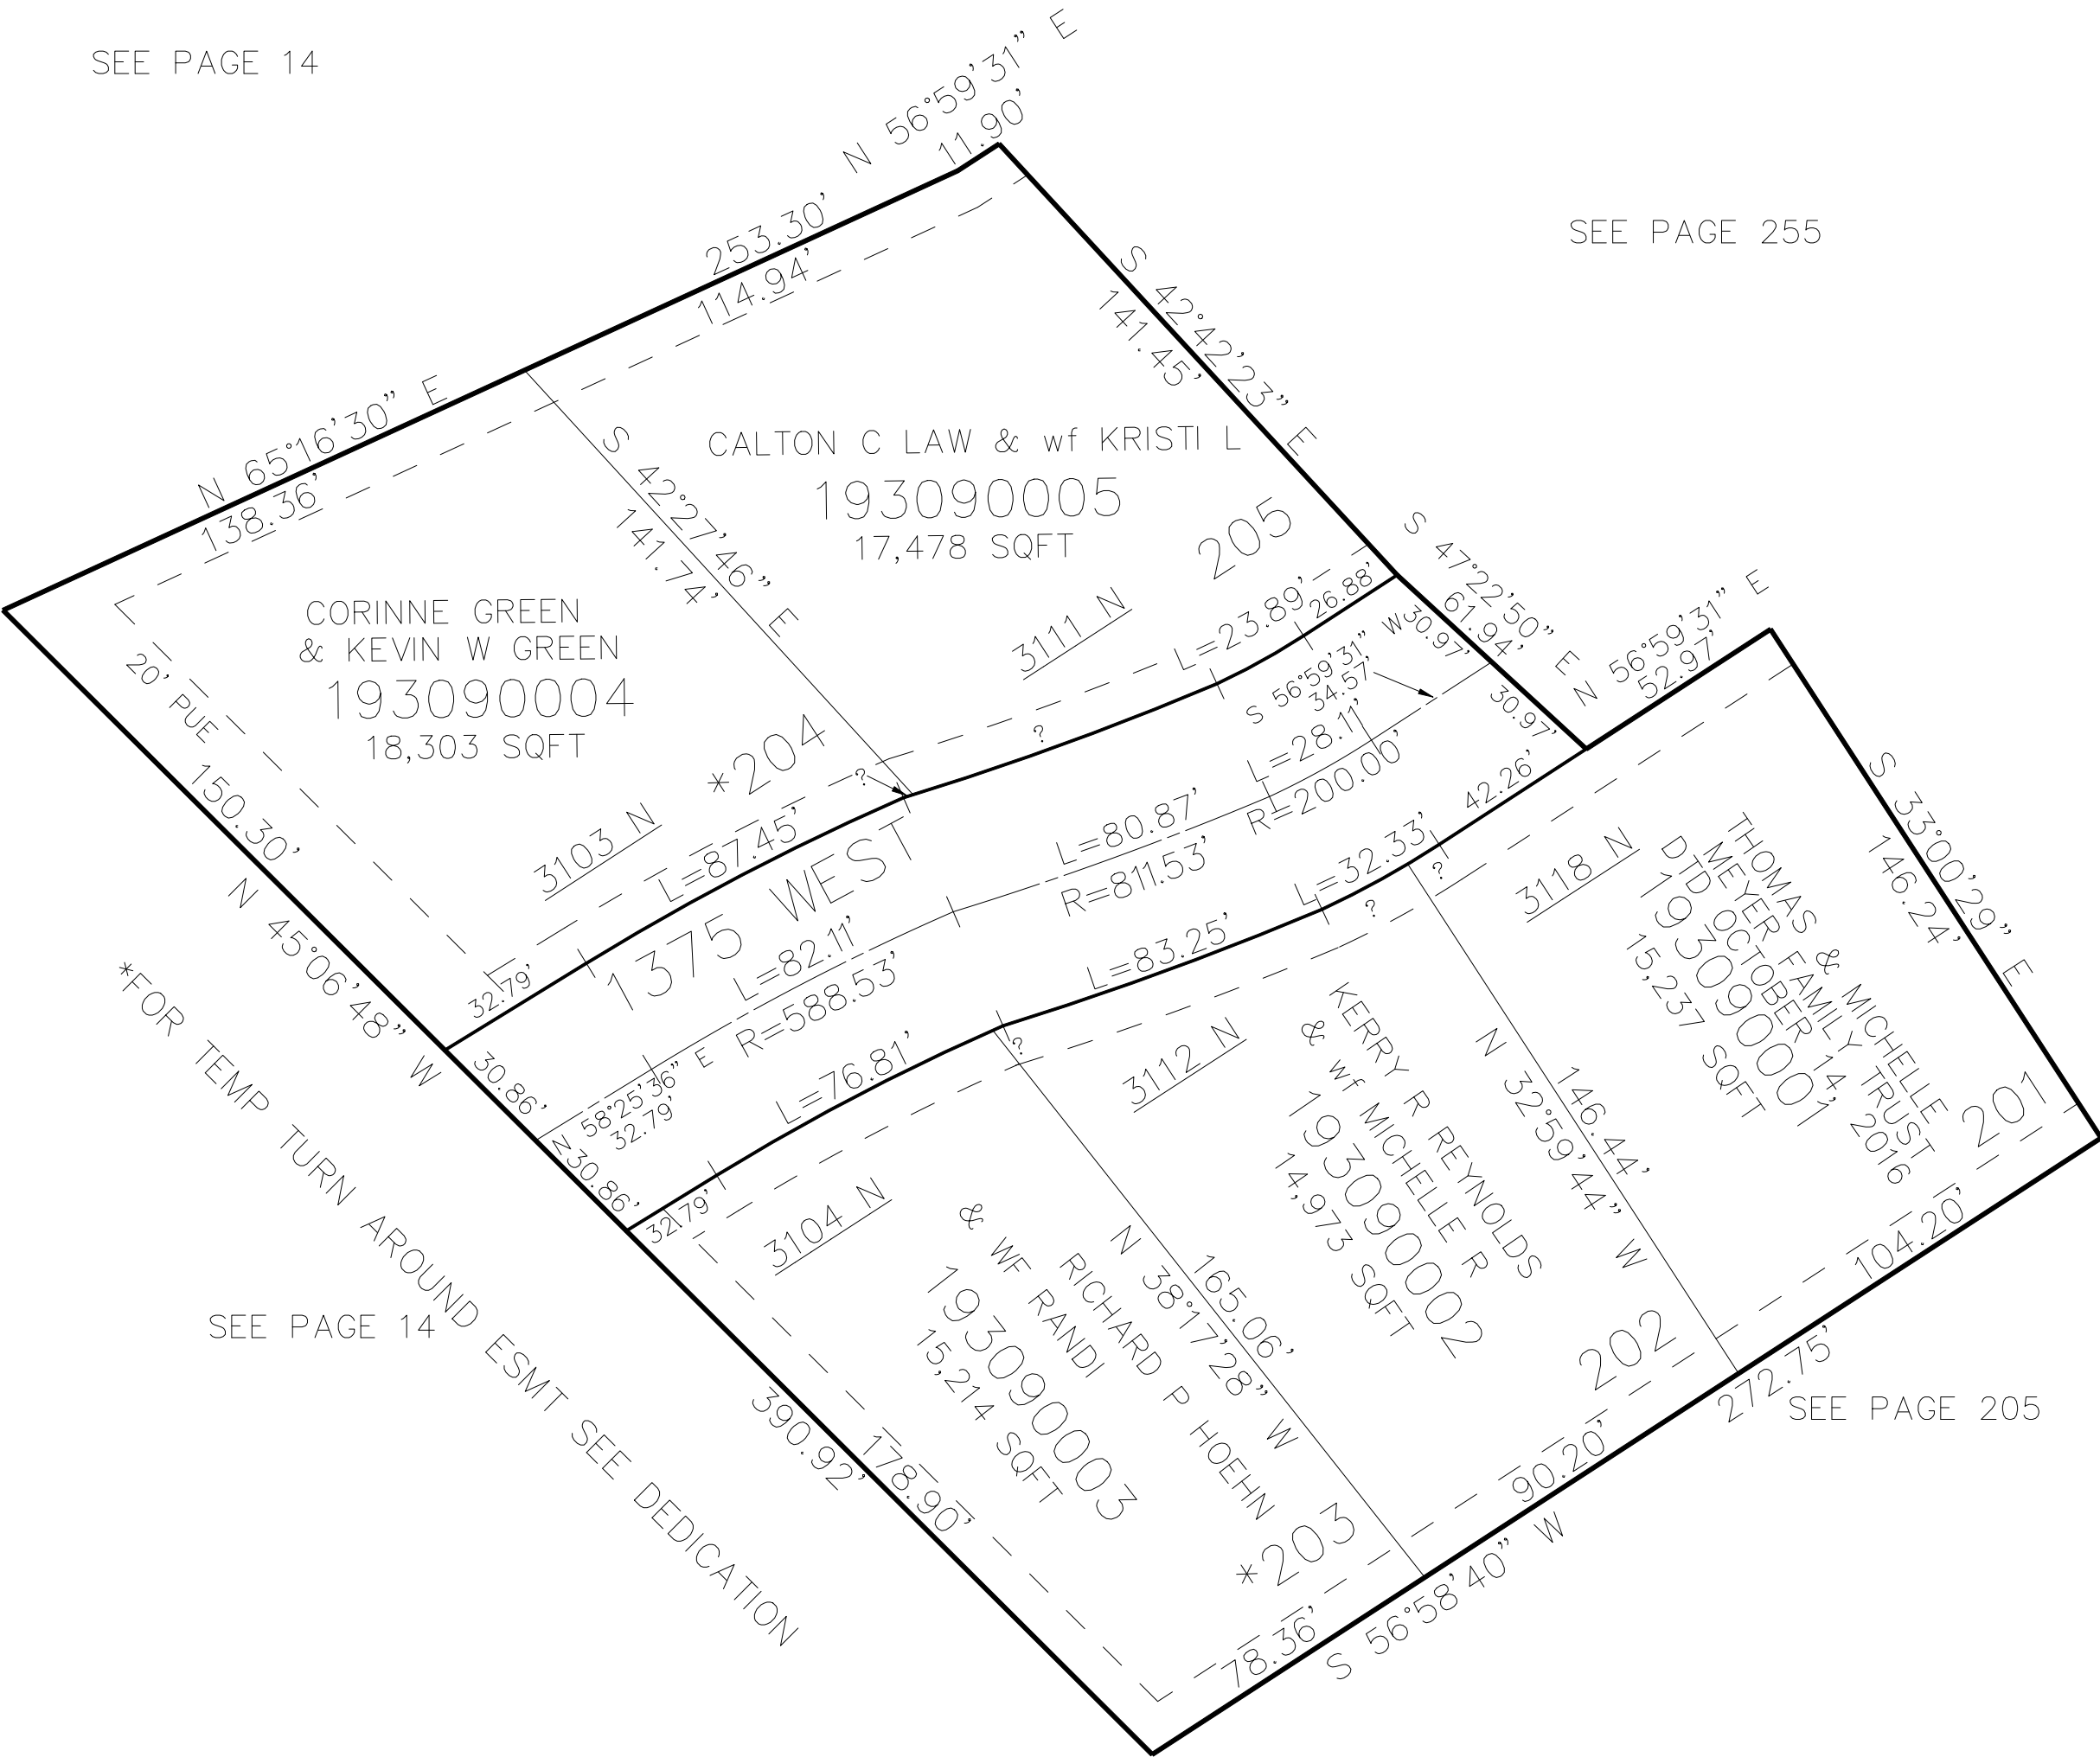 SEE PAGE 14
N 56°59'31" E
11.90'
253.30'
114.94'
SEE PAGE 255
S 42°42'23" E
141.45'
N 65°16'30" E
138.36'
S 42°27'46" E
141.74'
CALTON C LAW & wf KRISTI L
193090005
17,478 SQFT
205
3111 N
L=23.89'
26.88'
S 47°22'50" E
61.94'
30.97'
30.97'
N 56°59'31" E
52.97'
CORINNE GREEN
& KEVIN W GREEN
193090004
18,303 SQFT
*204
3103 N
20' PUE
150.30'
N 45°06'48" W
L=87.45'
32.79'
?
?
S 56°59'31" W
34.57'
L=28.11'
R=200.00'
L=80.87'
R=811.53'
1375 WEST
L=82.11'
R=588.53'
N 58°25'36" E
32.79'
30.86'
30.86'
L=76.81'
32.79'
L=83.25'
L=32.33'
42.26'
?
?
?
3118 N
THOMAS & MICHELLE
MEYER FAMILY TRUST
DTD OCTOBER 14, 2016
193090001
15,237 SQFT
201
S 33°00'29" E
146.24'
104.20'
146.44'
N 32°59'44" W
3112 N
KERRY R REYNOLDS
& wf MICHELLE R
193090002
14,973 SQFT
202
90.20'
165.06'
N 38°17'28" W
3104 N
RICHARD P HOEHN
& WF RANDI
193090003
15,214 SQFT
*203
78.36'
178.90'
390.92'
S 56°58'40" W
272.75'
SEE PAGE 205
SEE PAGE 14
*FOR TEMP TURN AROUND ESMT SEE DEDICATION